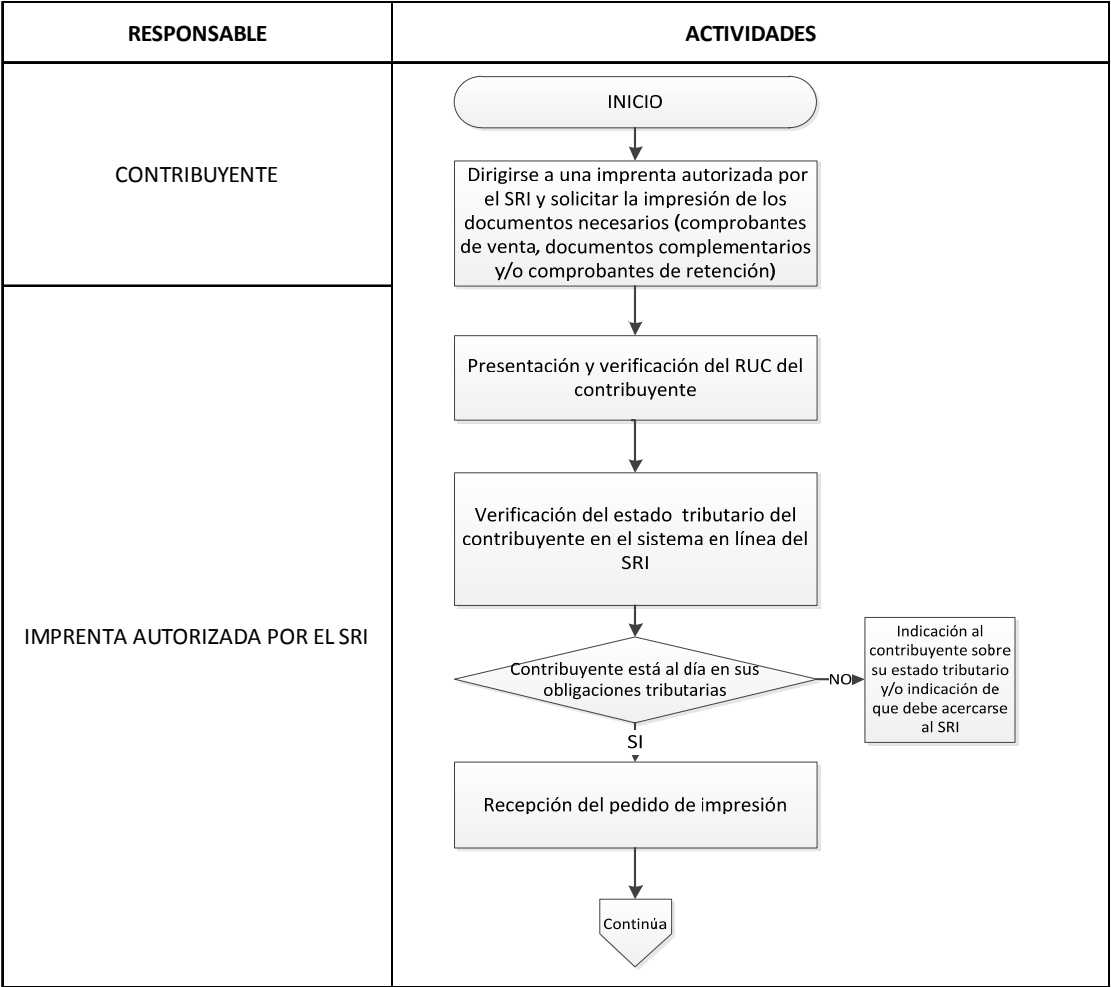 RESPONSABLE
ACTIVIDADES
CONTRIBUYENTE
INICIO
Dirigirse a una imprenta autorizada por
el SRI y solicitar la impresión de los
documentos necesarios (comprobantes
de venta, documentos complementarios
y/o comprobantes de retención)
IMPRENTA AUTORIZADA POR EL SRI
Presentación y verificación del RUC del
contribuyente
Verificación del estado tributario del
contribuyente en el sistema en línea del
SRI
Contribuyente está al día en sus
obligaciones tributarias
NO
Indicación al
contribuyente sobre
su estado tributario
y/o indicación de
que debe acercarse
al SRI
SI
Recepción del pedido de impresión
Continúa